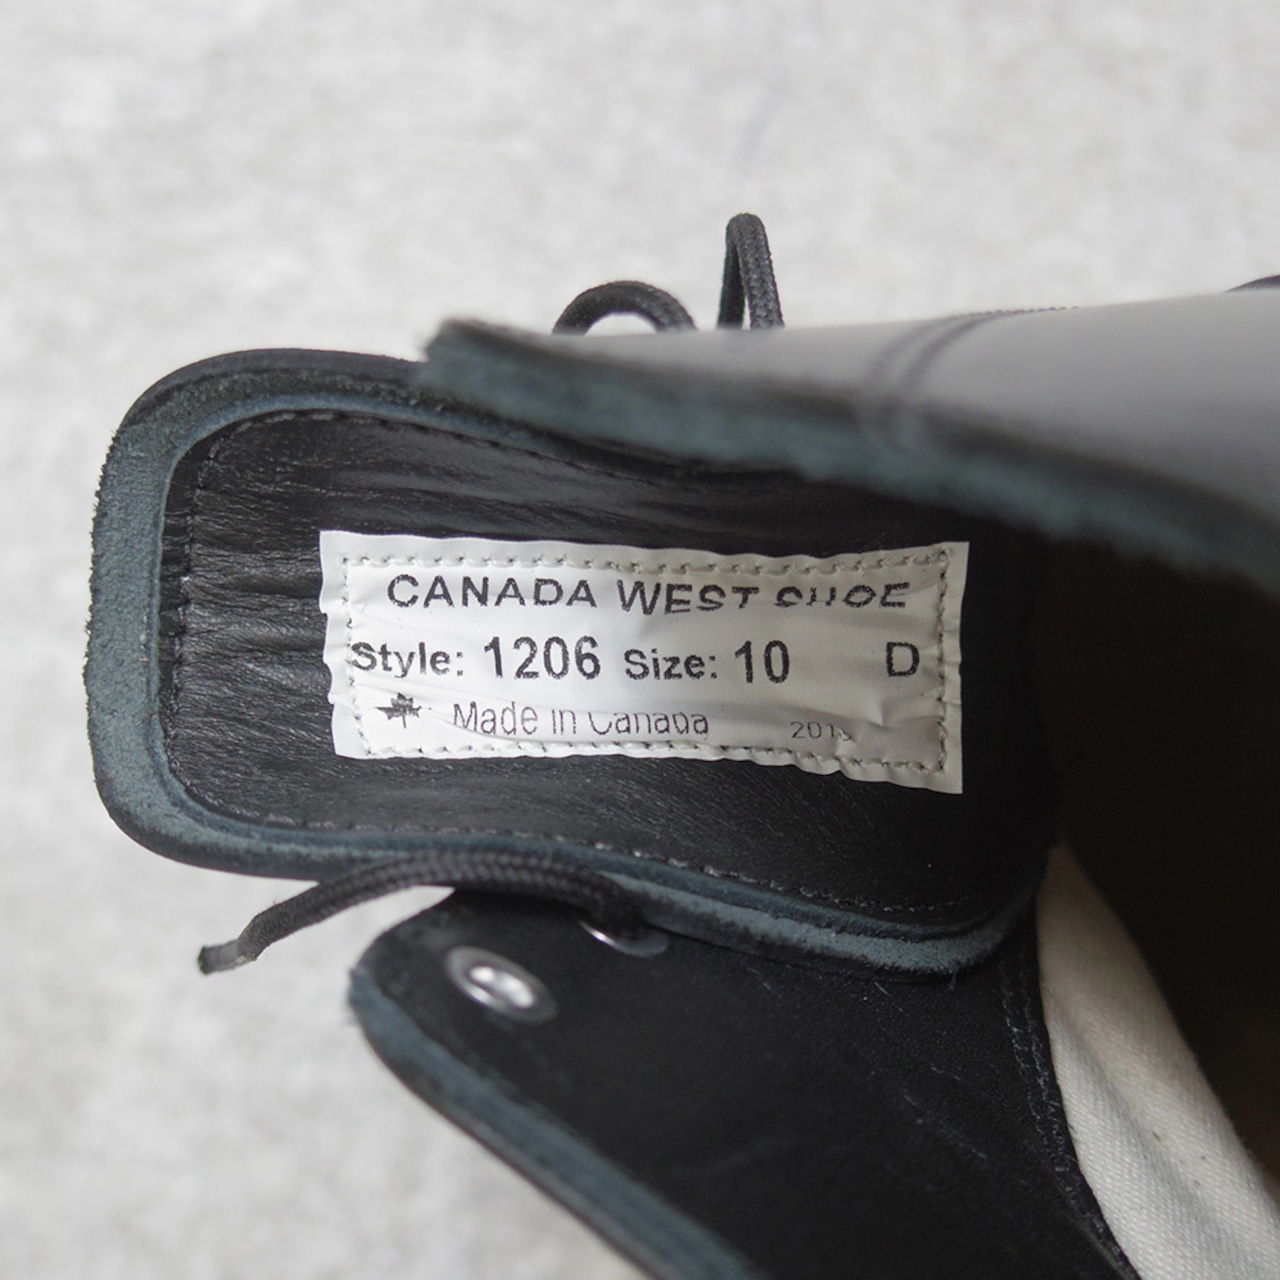 CANADA WEST SHOE
Style: 1206 Size: 10 D
Made in Canada